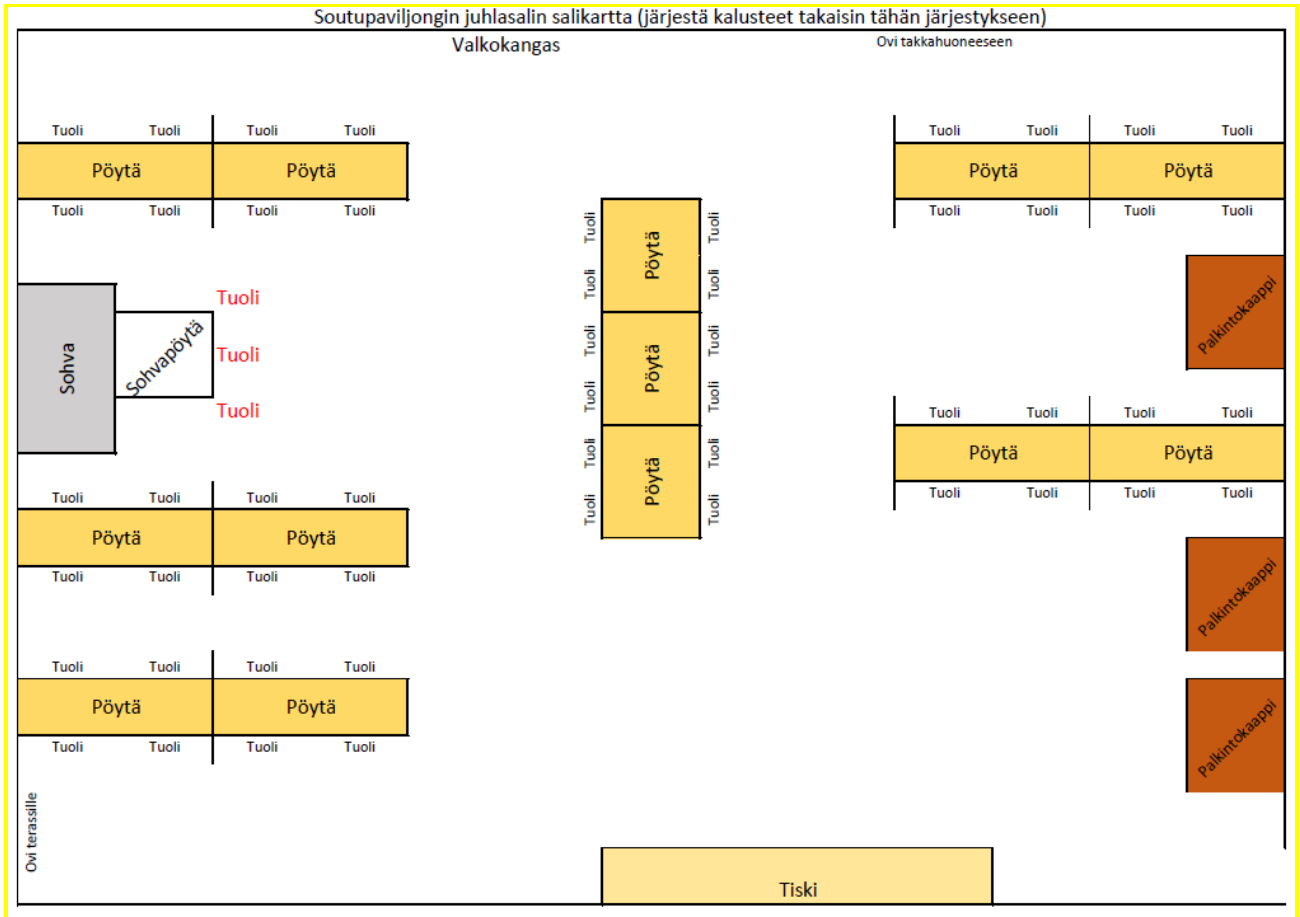 Soutupaviljongin juhlasalin salikartta (järjestä kalusteet takaisin tähän järjestykseen)
Valkokangas
Ovi takkahuoneeseen
Tuoli Tuoli Tuoli Tuoli
Pöytä Pöytä
Tuoli Tuoli Tuoli Tuoli
Sohva
Sohvapöytä
Tuoli
Tuoli
Tuoli
Tuoli Tuoli Tuoli Tuoli
Pöytä Pöytä
Tuoli Tuoli Tuoli Tuoli
Tuoli Tuoli Tuoli Tuoli
Pöytä Pöytä
Tuoli Tuoli Tuoli Tuoli
Ovi terassille
Tuoli Tuoli
Pöytä
Tuoli Tuoli
Tuoli Tuoli
Pöytä
Tuoli Tuoli
Tuoli Tuoli
Pöytä
Tuoli Tuoli
Tuoli Tuoli Tuoli Tuoli
Pöytä Pöytä
Tuoli Tuoli Tuoli Tuoli
Palkintokaappi
Tuoli Tuoli Tuoli Tuoli
Pöytä Pöytä
Tuoli Tuoli Tuoli Tuoli
Palkintokaappi
Palkintokaappi
Tiski